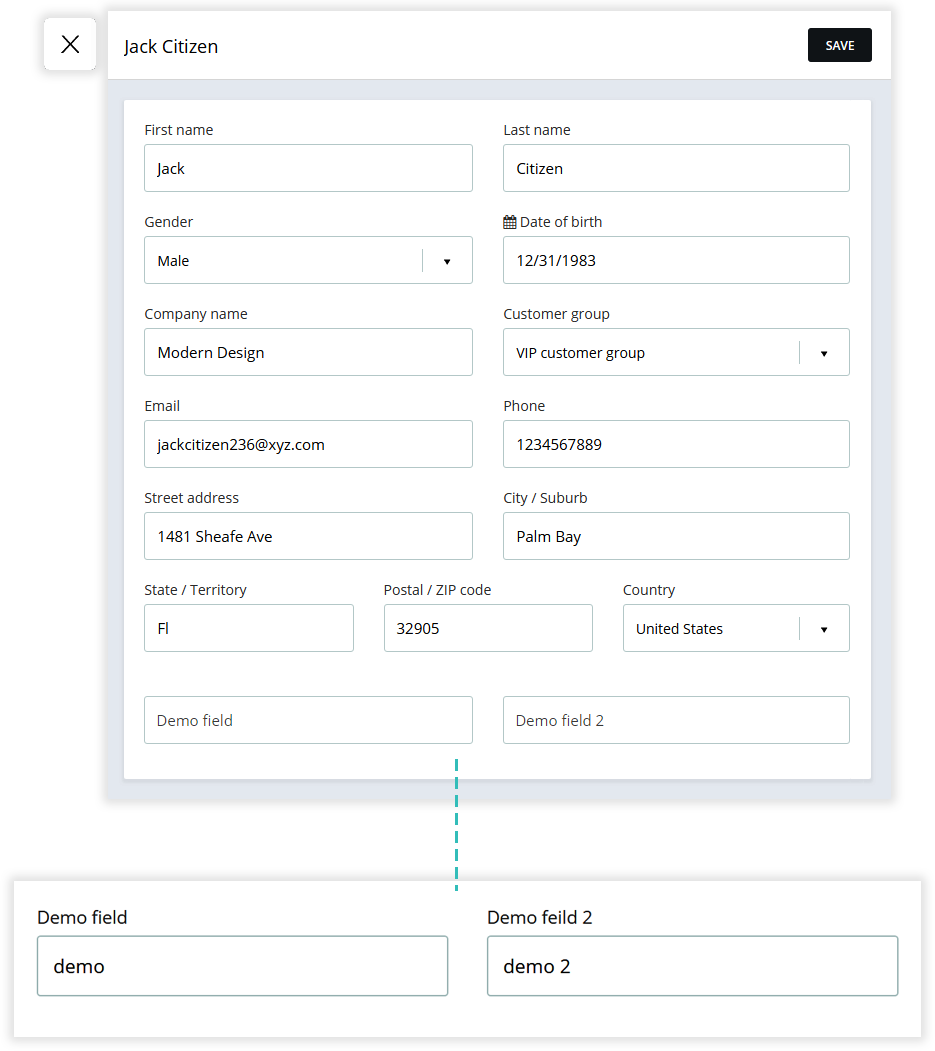 Jack Citizen
SAVE
First name Last name
Jack Citizen
Gender Date of birth
Male 12/31/1983
Company name Customer group
Modern Design VIP customer group
Email Phone
jackcitizen236@xyz.com 1234567889
Street address City / Suburb
1481 Sheafe Ave Palm Bay
State / Territory Postal / ZIP code Country
Fl 32905 United States
Demo field Demo field 2
Demo field Demo feild 2
demo demo 2